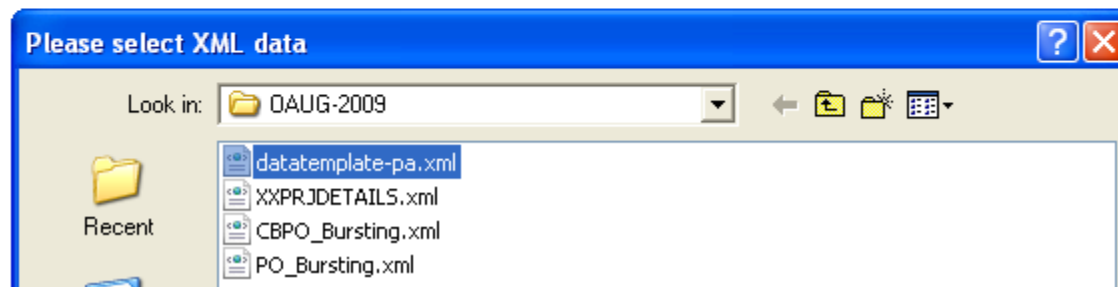 Please select XML data
?
Look in: OAUG-2009
datatemplate-pa.xml
XXPRJDETAILS.xml
Recent
CBPO_Bursting.xml
PO_Bursting.xml